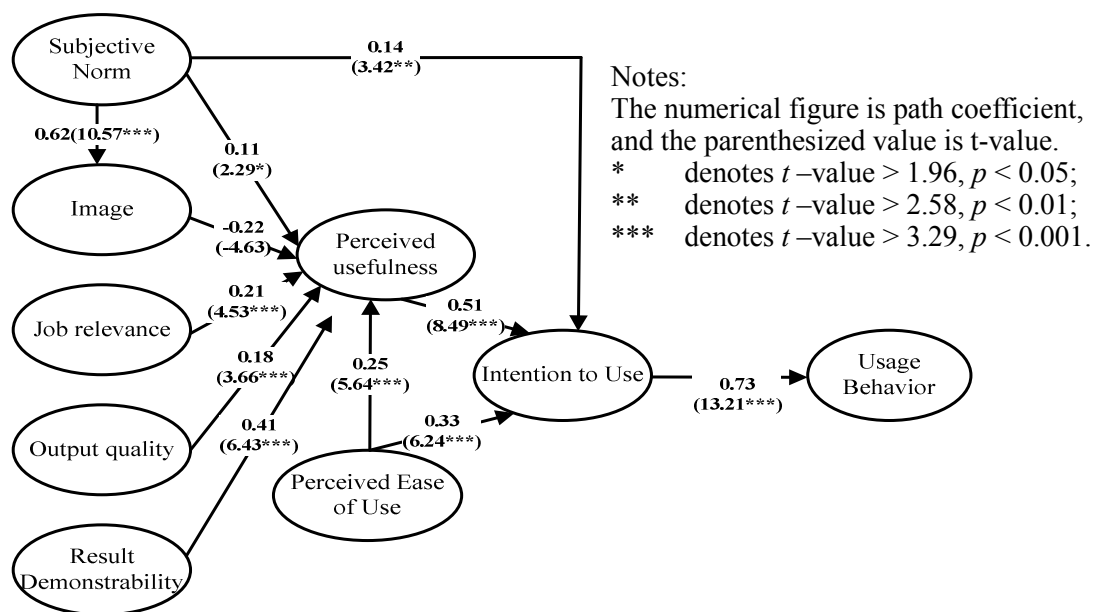 Subjective
Norm
0.14
(3.42**)
Notes:
The numerical figure is path coefficient,
and the parenthesized value is t-value.
* denotes t –value > 1.96, p < 0.05;
** denotes t –value > 2.58, p < 0.01;
*** denotes t –value > 3.29, p < 0.001.
0.62(10.57***)
0.11
(2.29*)
Image
-0.22
(-4.63)
Perceived
usefulness
Job relevance
0.21
(4.53***)
0.51
(8.49***)
0.18
(3.66***)
0.25
(5.64***)
Intention to Use
0.73
(13.21***)
Usage
Behavior
Output quality
0.41
(6.43***)
0.33
(6.24***)
Perceived Ease
of Use
Result
Demonstrability